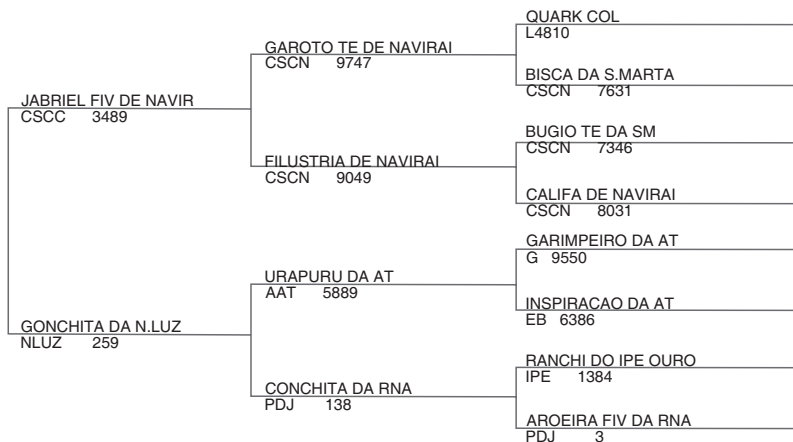 QUARK COL
L4810
GAROTO TE DE NAVIRAI
CSCN 9747
BISCA DA S.MARTA
CSCN 7631
JABRIEL FIV DE NAVIR
CSCC 3489
BUGIO TE DA SM
CSCN 7346
FILUSTRIA DE NAVIRAI
CSCN 9049
CALIFA DE NAVIRAI
CSCN 8031
GARIMPEIRO DA AT
G 9550
URAPURU DA AT
AAT 5889
INSPIRACAO DA AT
EB 6386
GONCHITA DA N.LUZ
NLUZ 259
RANCHI DO IPE OURO
IPE 1384
CONCHITA DA RNA
PDJ 138
AROEIRA FIV DA RNA
PDJ 3